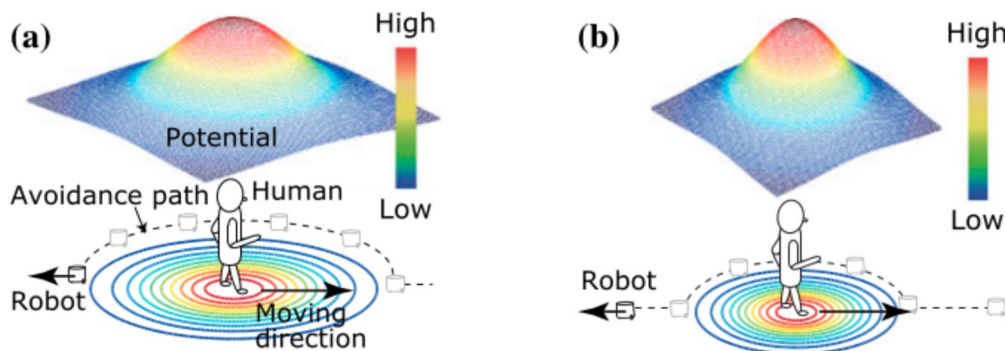 (a)
High
Potential
Low
Avoidance path
Human
Robot
Moving
direction
(b)
High
Low
Robot